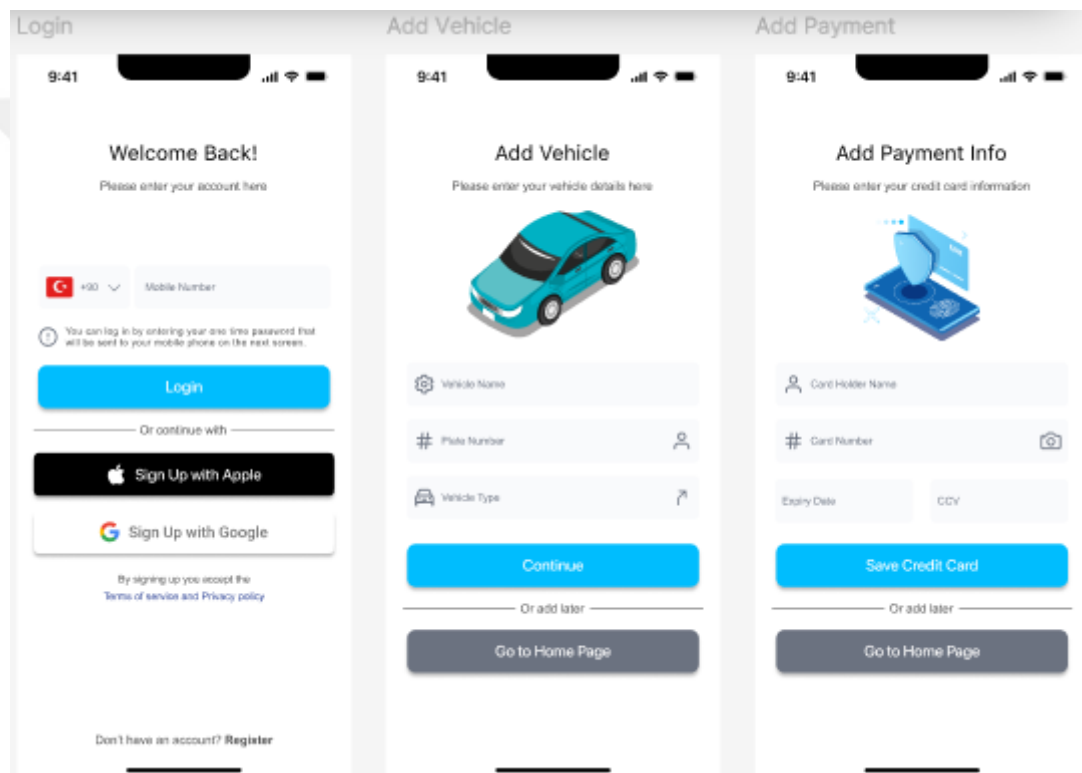 Login
9:41
Welcome Back!
Please enter your account here
+90
Mobile Number
You can log in by entering your one time password that
will be sent to your mobile phone on the next screen.
Login
Or continue with
Sign Up with Apple
Sign Up with Google
By signing up you accept the
Terms of service and Privacy policy
Don't have an account? Register
Add Vehicle
9:41
Add Vehicle
Please enter your vehicle details here
Vehicle Name
# Plate Number
Vehicle Type
Continue
Or add later
Go to Home Page
Add Payment
9:41
Add Payment Info
Please enter your credit card information
Card Holder Name
# Card Number
Expiry Date
CCV
Save Credit Card
Or add later
Go to Home Page